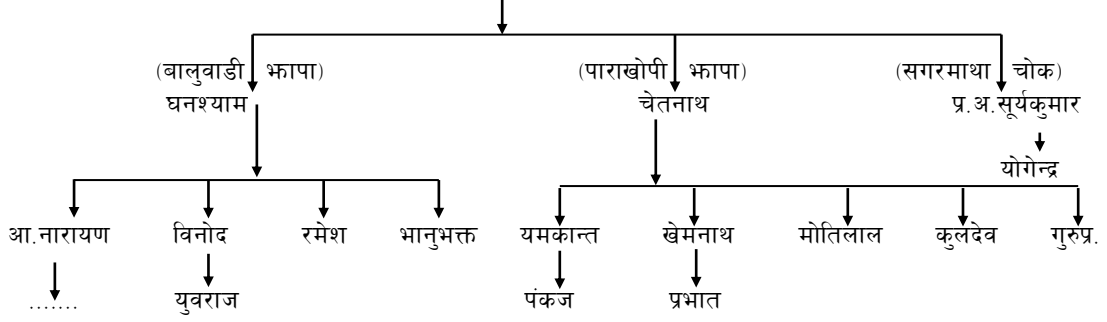 (बालुवाडी झापा) (पाराखोपी झापा) (सगरमाथा चोक)
घनश्याम चेतनाथ प्र.अ.सूर्यकुमार
योगेन्द्र
आ.नारायण विनोद रमेश भानुभक्त यमकान्त खेमनाथ मोतिलाल कुलदेव गुरुप्र.
....... युवराज पंकज प्रभात